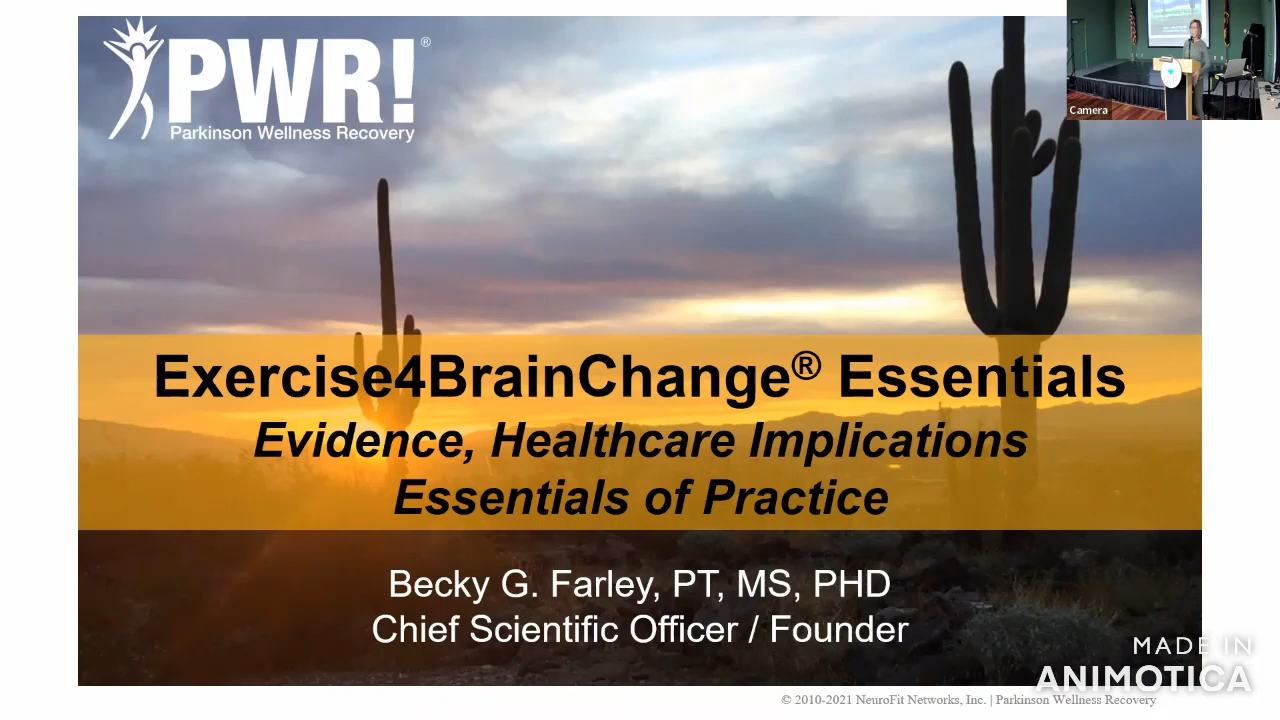 PWR!®
Parkinson Wellness Recovery
Camera
Exercise4BrainChange® Essentials
Evidence, Healthcare Implications
Essentials of Practice
Becky G. Farley, PT, MS, PHD
Chief Scientific Officer / Founder
MADE IN
ANIMOTICA
© 2010-2021 NeuroFit Networks, Inc. | Parkinson Wellness Recovery